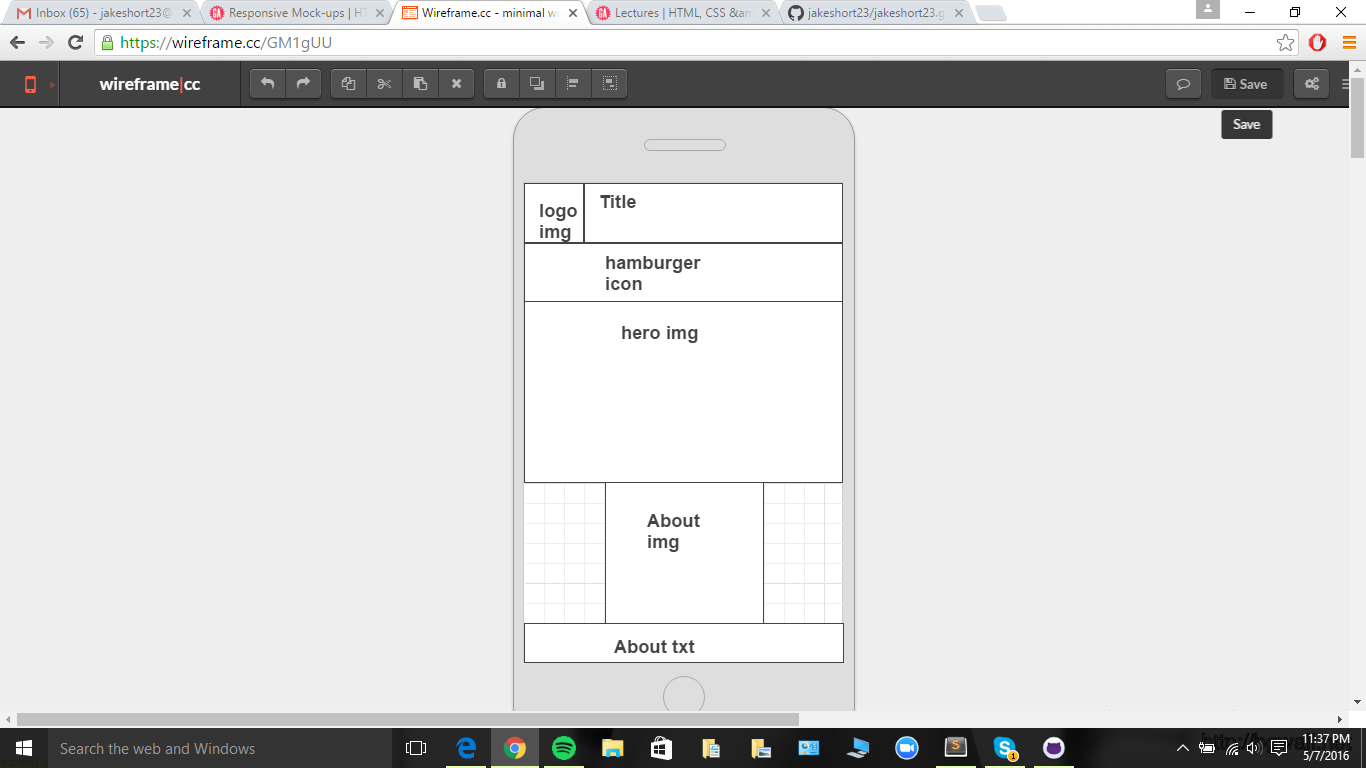 Inbox (65) - jakeshort23@
Responsive Mock-ups | HT
Wireframe.cc - minimal w
Lectures | HTML, CSS &am
jakeshort23/jakeshort23.g
https://wireframe.cc/GM1gUU
wireframe|cc
Save
Save
logo
img
Title
hamburger
icon
hero img
About
img
About txt
Search the web and Windows
11:37 PM
5/7/2016